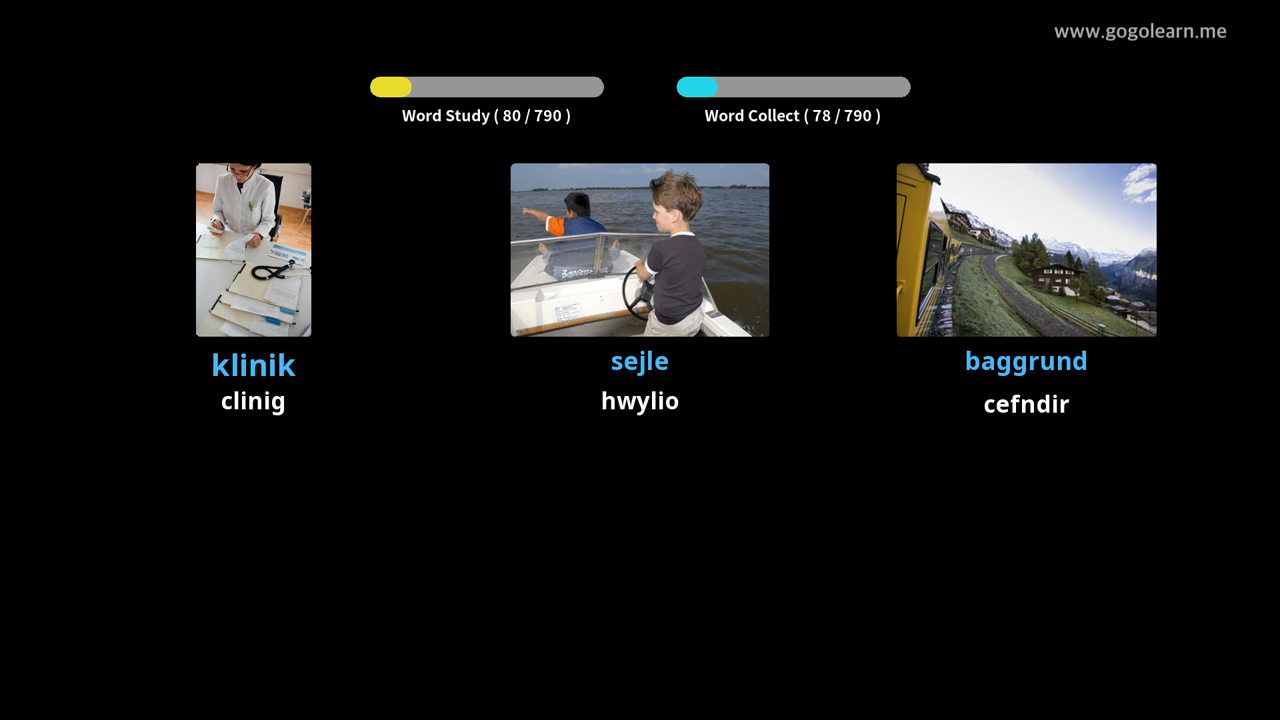 www.gogolearn.me
Word Study ( 80 / 790 )
Word Collect ( 78 / 790 )
klinik
sejle
baggrund
clinig
hwylio
cefndir